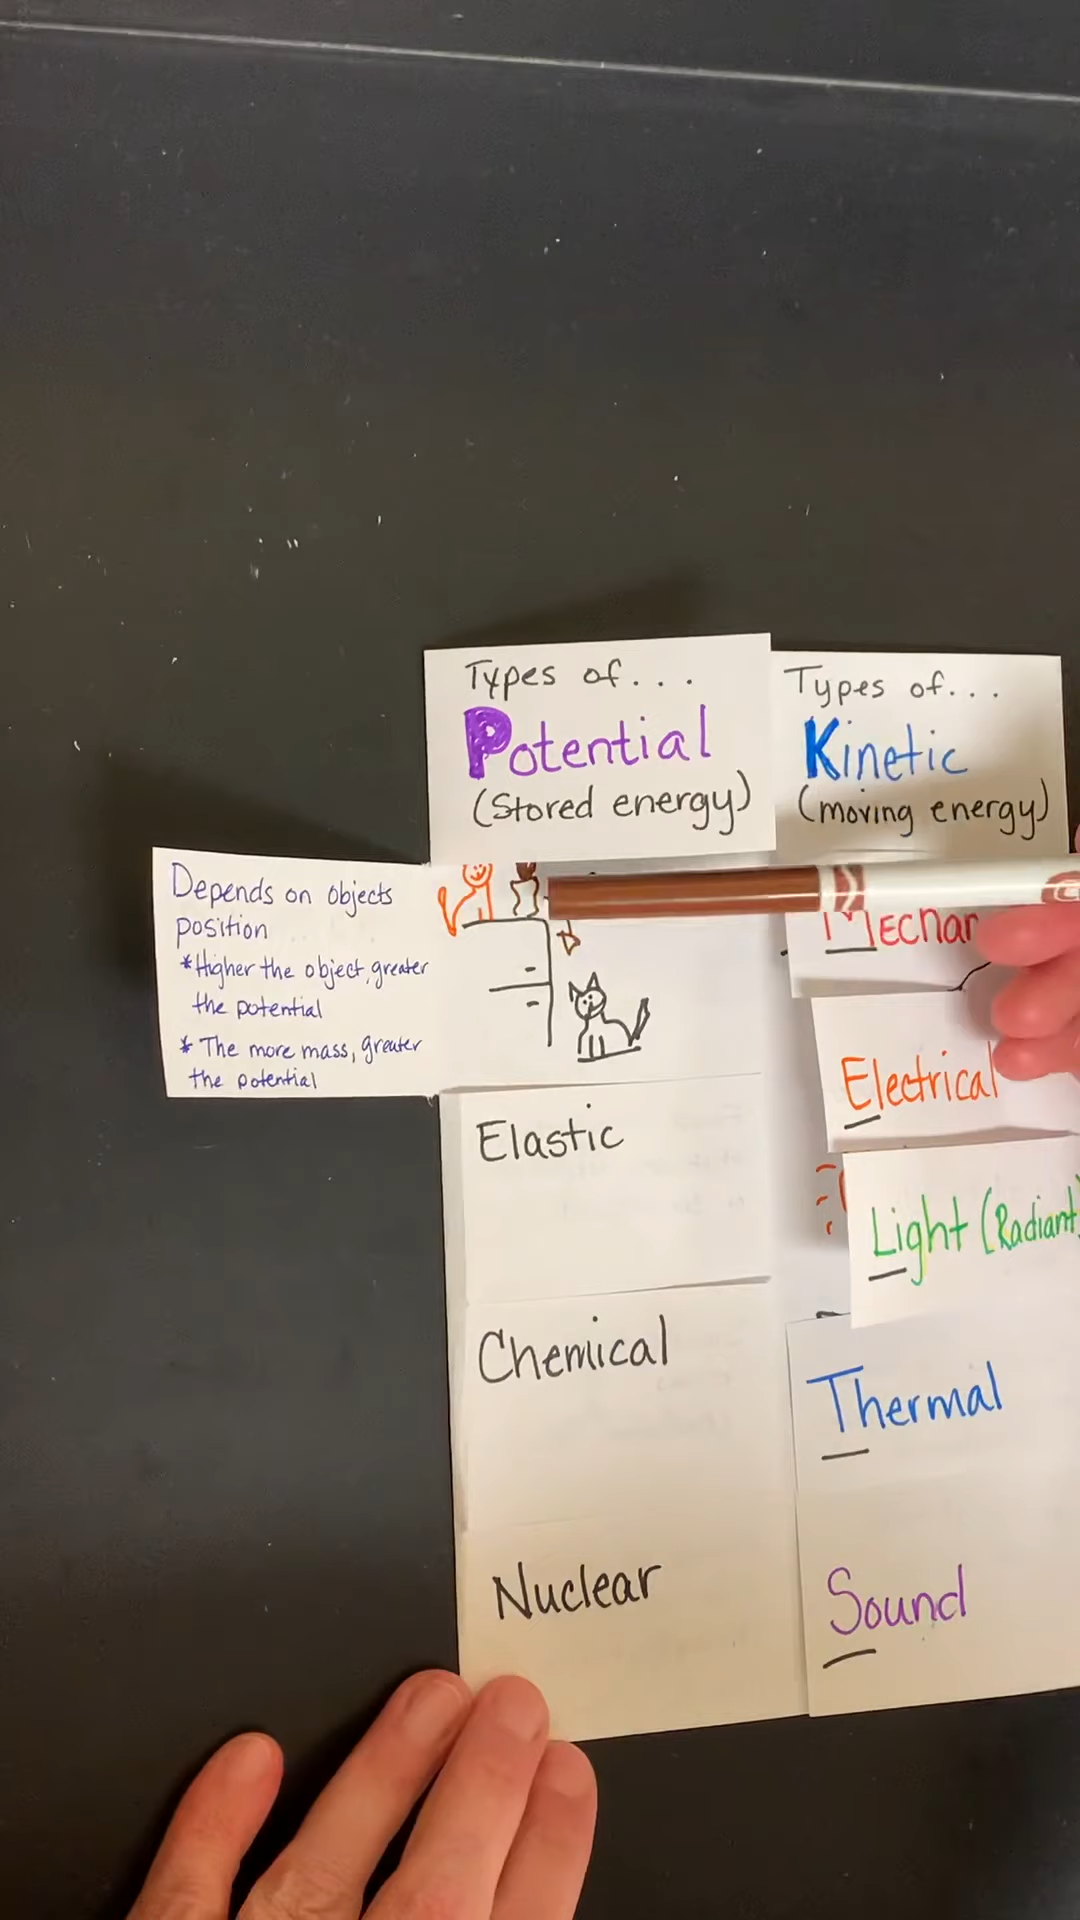 Types of...
Potential
(Stored energy)
Types of...
Kinetic
(moving energy)
Depends on objects
position
*Higher the object, greater
the potential
* The more mass, greater
the potential
Elastic
Chemical
Nuclear
Mechan
Electrical
Light (Radiant)
Thermal
Sound